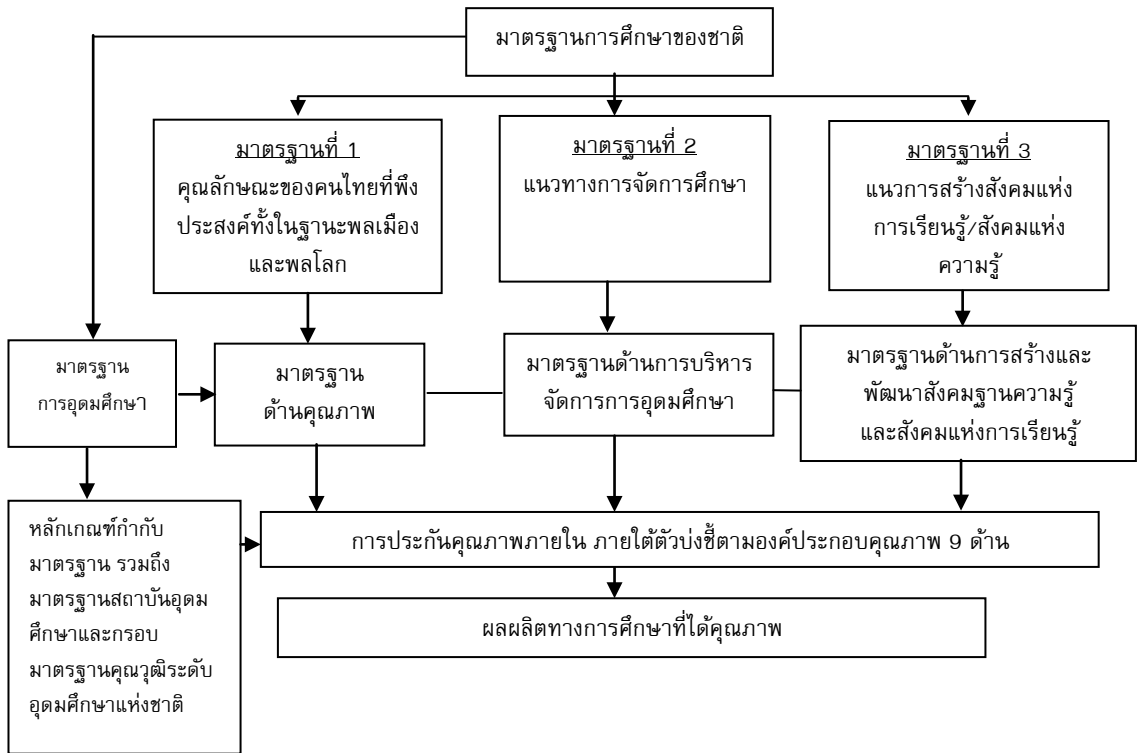 มาตรฐานการศึกษาของชาติ
มาตรฐานที่ 1
คุณลักษณะของคนไทยที่พึง
ประสงค์ทั้งในฐานะพลเมือง
และพลโลก
มาตรฐานที่ 2
แนวทางการจัดการศึกษา
มาตรฐานที่ 3
แนวการสร้างสังคมแห่ง
การเรียนรู้/สังคมแห่ง
ความรู้
มาตรฐาน
การอุดมศึกษา
มาตรฐาน
ด้านคุณภาพ
มาตรฐานด้านการบริหาร
จัดการการอุดมศึกษา
มาตรฐานด้านการสร้างและ
พัฒนาสังคมฐานความรู้
และสังคมแห่งการเรียนรู้
หลักเกณฑ์กำกับ
มาตรฐาน รวมถึง
มาตรฐานสถาบันอุดม
ศึกษาและกรอบ
มาตรฐานคุณวุฒิระดับ
อุดมศึกษาแห่งชาติ
การประกันคุณภาพภายใน ภายใต้ตัวบ่งชี้ตามองค์ประกอบคุณภาพ 9 ด้าน
ผลผลิตทางการศึกษาที่ได้คุณภาพ